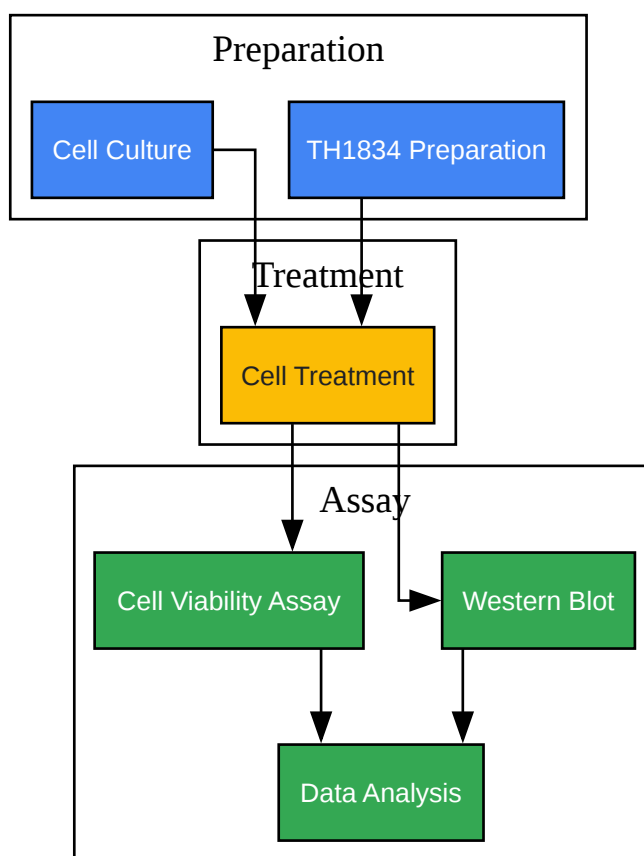 Preparation
Cell Culture
TH1834 Preparation
Treatment
Cell Treatment
Assay
Cell Viability Assay
Western Blot
Data Analysis